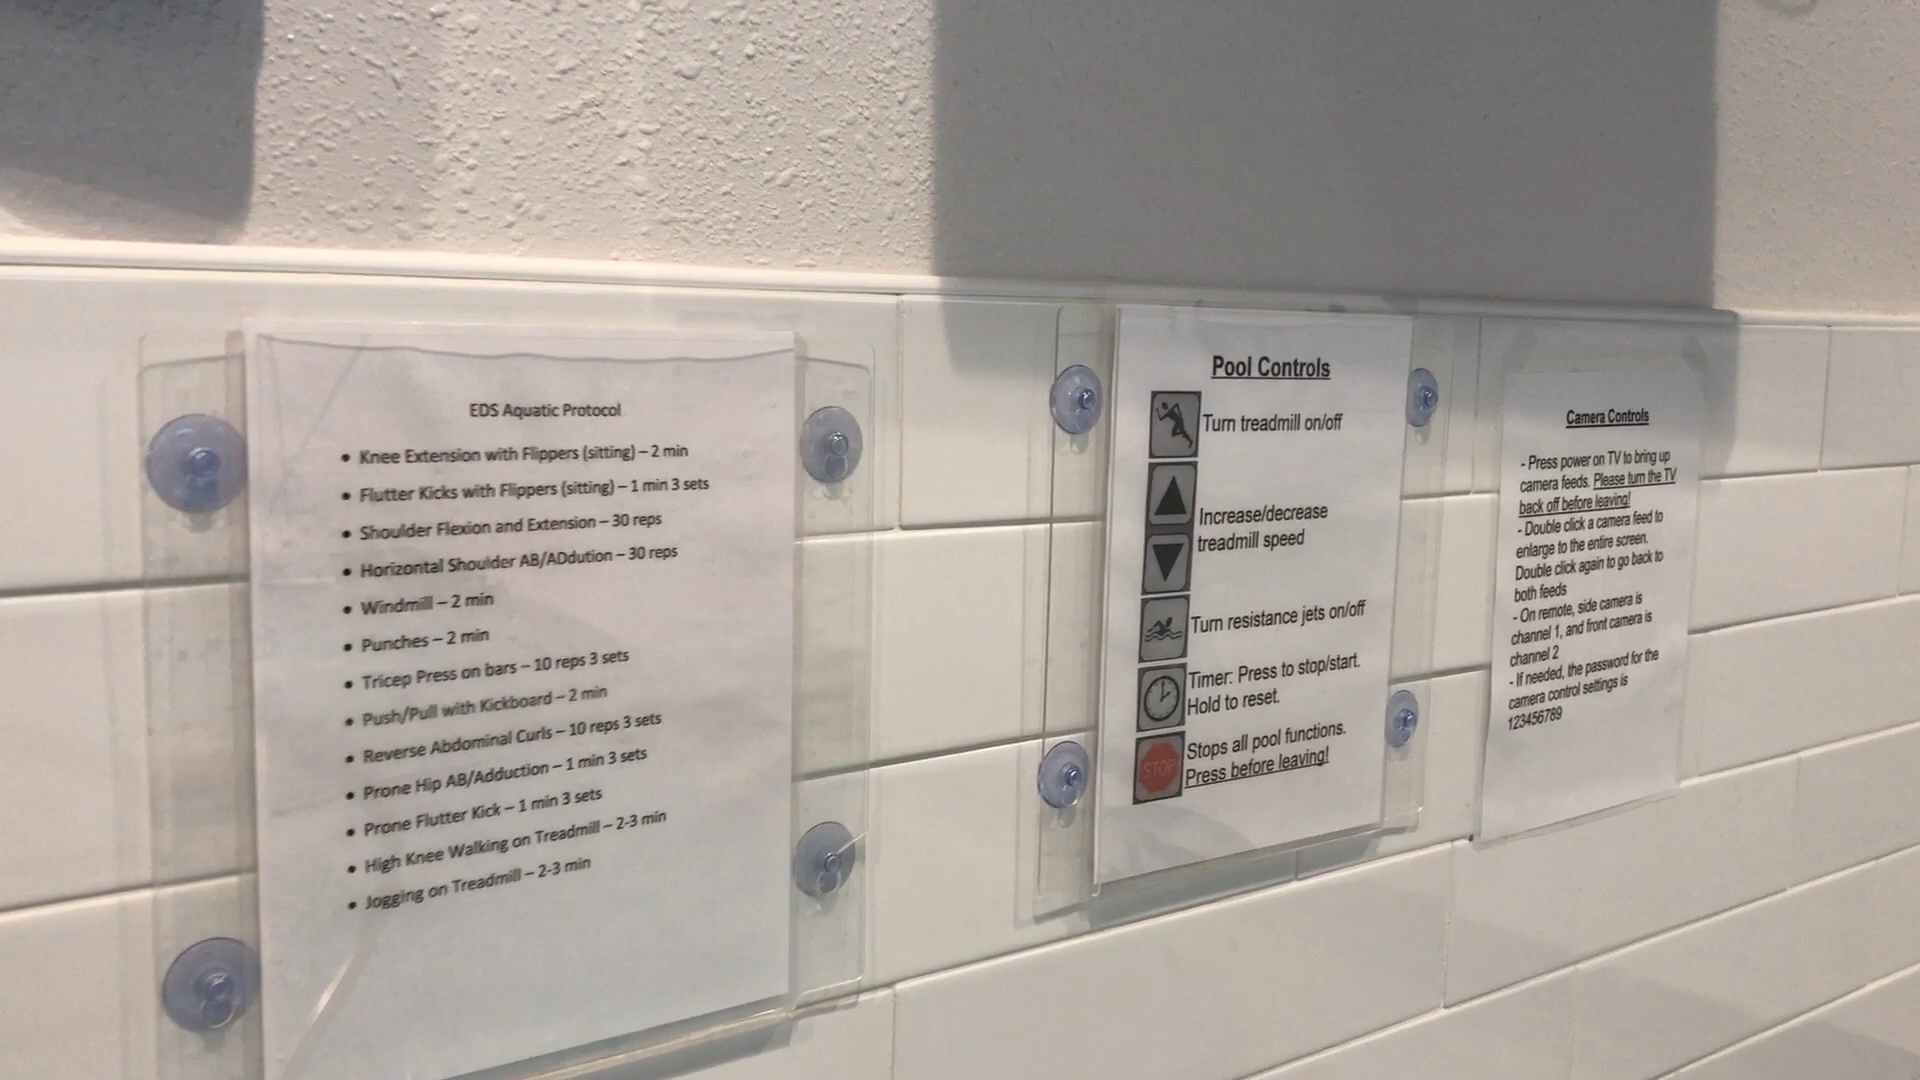 EDS Aquatic Protocol
• Knee Extension with Flippers (sitting) – 2 min
• Flutter Kicks with Flippers (sitting) – 1 min 3 sets
• Shoulder Flexion and Extension – 30 reps
• Horizontal Shoulder AB/ADdution – 30 reps
• Windmill – 2 min
• Punches – 2 min
• Tricep Press on bars – 10 reps 3 sets
• Push/Pull with Kickboard – 2 min
• Reverse Abdominal Curls – 10 reps 3 sets
• Prone Hip AB/Adduction – 1 min 3 sets
• Prone Flutter Kick – 1 min 3 sets
• High Knee Walking on Treadmill – 2-3 min
• Jogging on Treadmill – 2-3 min
Pool Controls
Turn treadmill on/off
Increase/decrease
treadmill speed
Turn resistance jets on/off
Timer: Press to stop/start.
Hold to reset.
STOP
Stops all pool functions.
Press before leaving!
Camera Controls
- Press power on TV to bring up
camera feeds. Please turn the TV
back off before leaving!
- Double click a camera feed to
enlarge to the entire screen.
Double click again to go back to
both feeds
- On remote, side camera is
channel 1, and front camera is
channel 2
- If needed, the password for the
camera control settings is
123456789